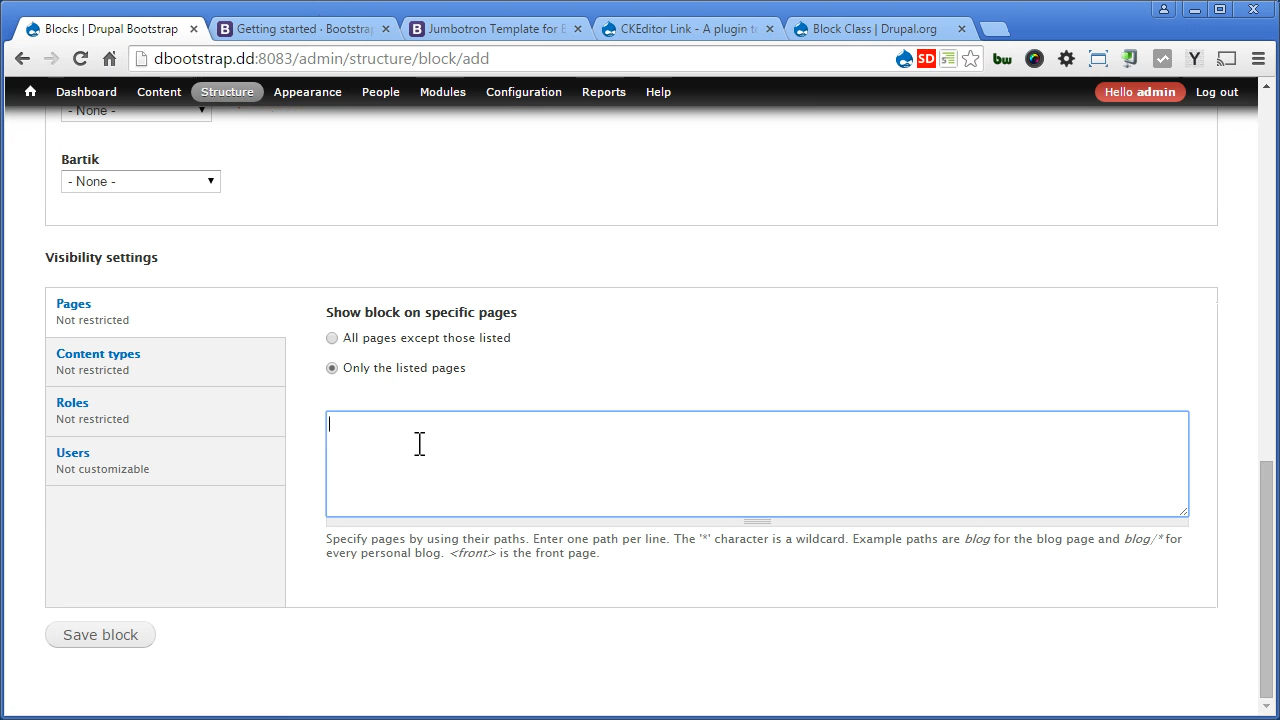 Blocks | Drupal Bootstrap
Getting started · Bootstrap
Jumbotron Template for B
CKEditor Link - A plugin to
Block Class | Drupal.org
dbootstrap.dd:8083/admin/structure/block/add
SD
bw
Y
Dashboard
Content
Structure
Appearance
People
Modules
Configuration
Reports
Help
Hello admin
Log out
- None -
Bartik
- None -
Visibility settings
Pages
Not restricted
Content types
Not restricted
Roles
Not restricted
Users
Not customizable
Show block on specific pages
All pages except those listed
Only the listed pages
Specify pages by using their paths. Enter one path per line. The '*' character is a wildcard. Example paths are blog for the blog page and blog/* for
every personal blog. <front> is the front page.
Save block